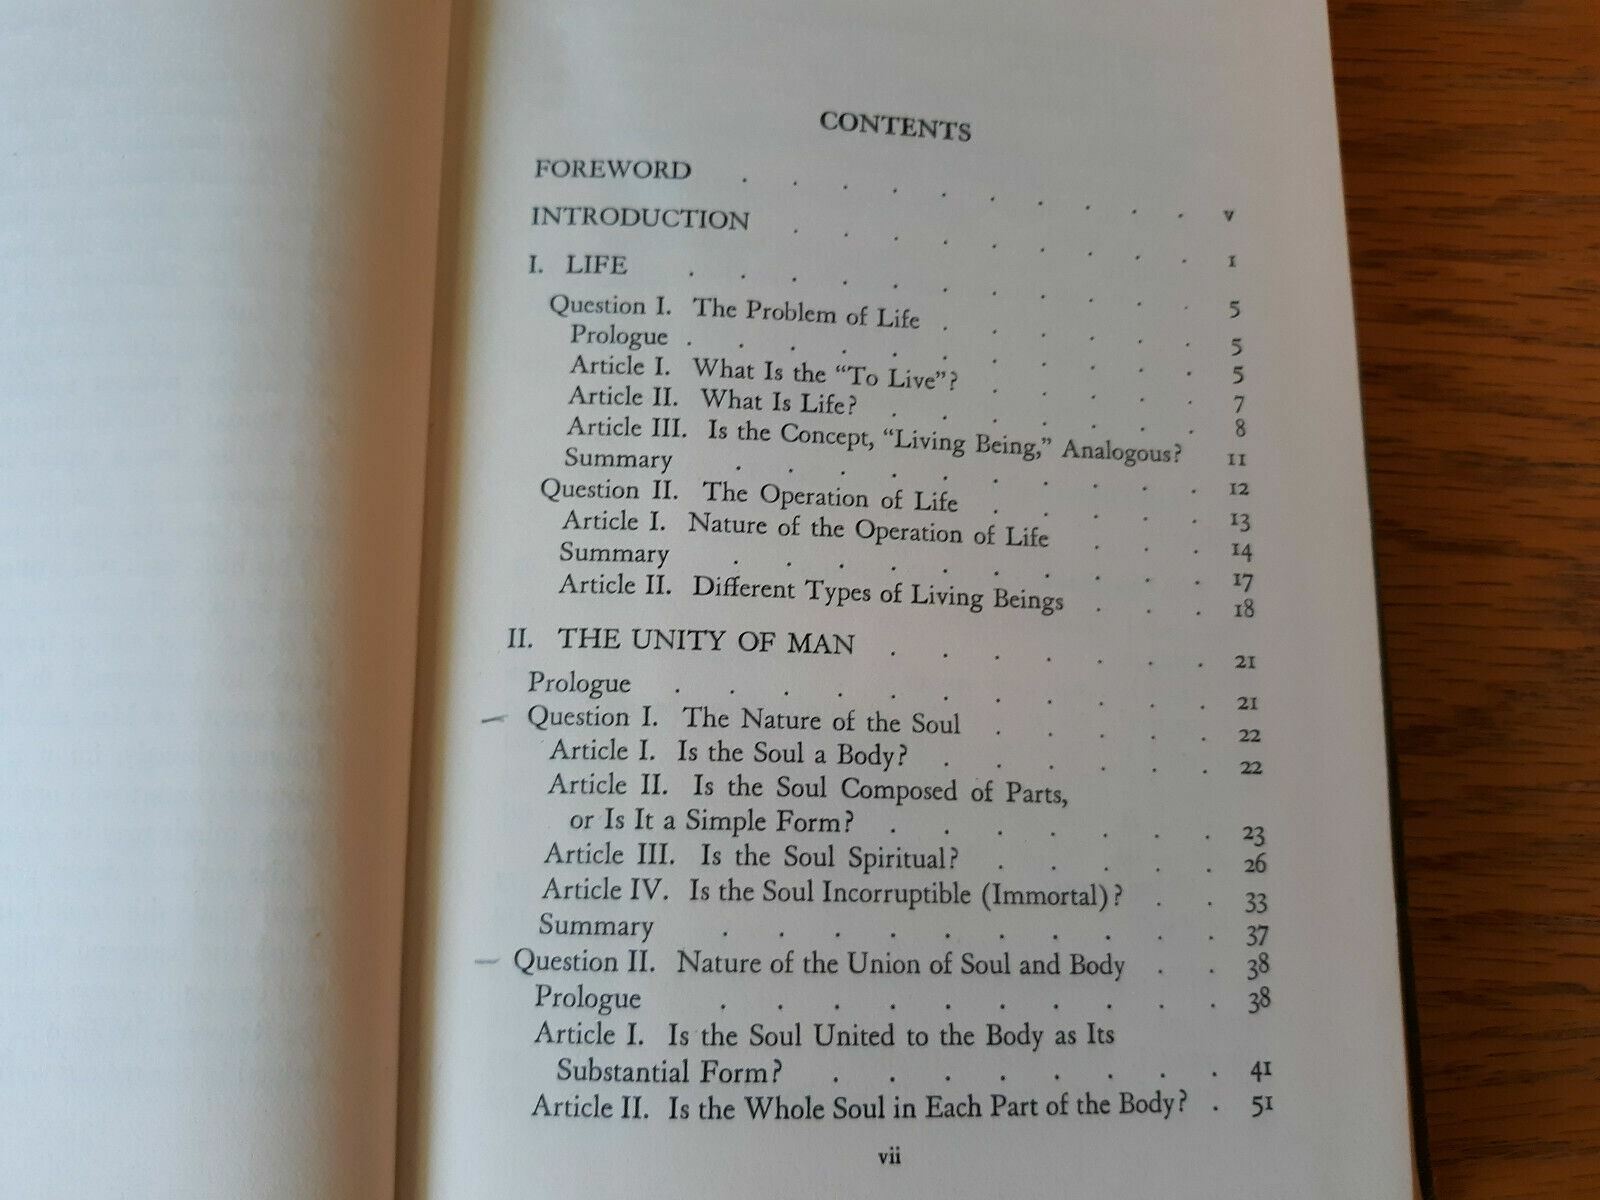 CONTENTS
FOREWORD . . . . . . . . . v
INTRODUCTION . . . . . . . . . 1
I. LIFE . . . . . . . . . . 5
Question I. The Problem of Life . . . . . . 5
Prologue . . . . . . . . . . . 5
Article I. What Is the “To Live”? . . . . . 7
Article II. What Is Life? . . . . . . . 8
Article III. Is the Concept, “Living Being,” Analogous? 11
Summary . . . . . . . . . . 12
Question II. The Operation of Life . . . . . 13
Article I. Nature of the Operation of Life . . . 14
Summary . . . . . . . . . . 17
Article II. Different Types of Living Beings . . . 18
II. THE UNITY OF MAN . . . . . . . 21
Prologue . . . . . . . . . . . 21
Question I. The Nature of the Soul . . . . . 22
Article I. Is the Soul a Body? . . . . . . 22
Article II. Is the Soul Composed of Parts,
or Is It a Simple Form? . . . . . . . 23
Article III. Is the Soul Spiritual? . . . . . 26
Article IV. Is the Soul Incorruptible (Immortal)? . . 33
Summary . . . . . . . . . . 37
Question II. Nature of the Union of Soul and Body . . 38
Prologue . . . . . . . . . . 38
Article I. Is the Soul United to the Body as Its
Substantial Form? . . . . . . . . 41
Article II. Is the Whole Soul in Each Part of the Body? . 51
vii